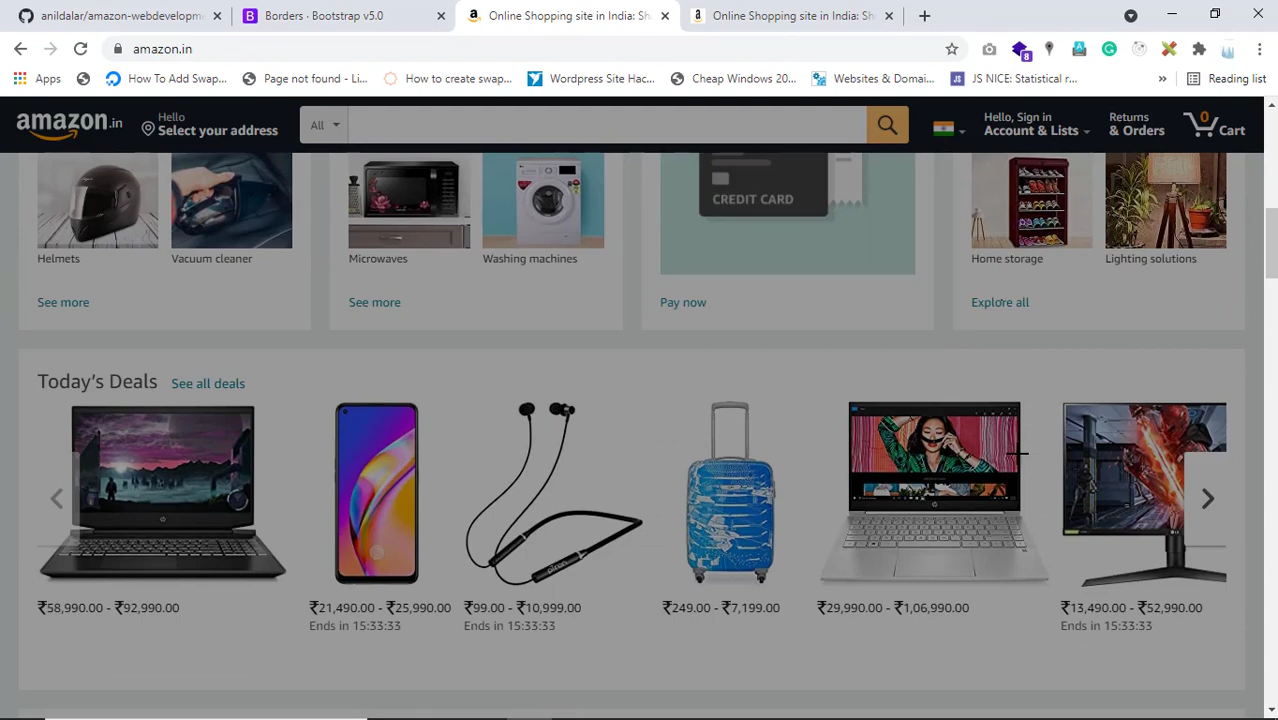 anildalar/amazon-webdevelopme
Borders · Bootstrap v5.0
Online Shopping site in India: Sh
Online Shopping site in India: Sh
amazon.in
8
Apps
How To Add Swap...
Page not found - Li...
How to create swap...
Wordpress Site Hac...
Cheap Windows 20...
Websites & Domai...
JS NICE: Statistical r...
Reading list
amazon.in
Hello
Select your address
All
Hello, Sign in
Account & Lists
Returns
& Orders
0
Cart
CREDIT CARD
Helmets
Vacuum cleaner
Microwaves
Washing machines
Home storage
Lighting solutions
See more
See more
Pay now
Explore all
Today's Deals
See all deals
₹58,990.00 - ₹92,990.00
₹21,490.00 - ₹25,990.00
₹99.00 - ₹10,999.00
₹249.00 - ₹7,199.00
₹29,990.00 - ₹1,06,990.00
₹13,490.00 - ₹52,990.00
Ends in 15:33:33
Ends in 15:33:33
Ends in 15:33:33